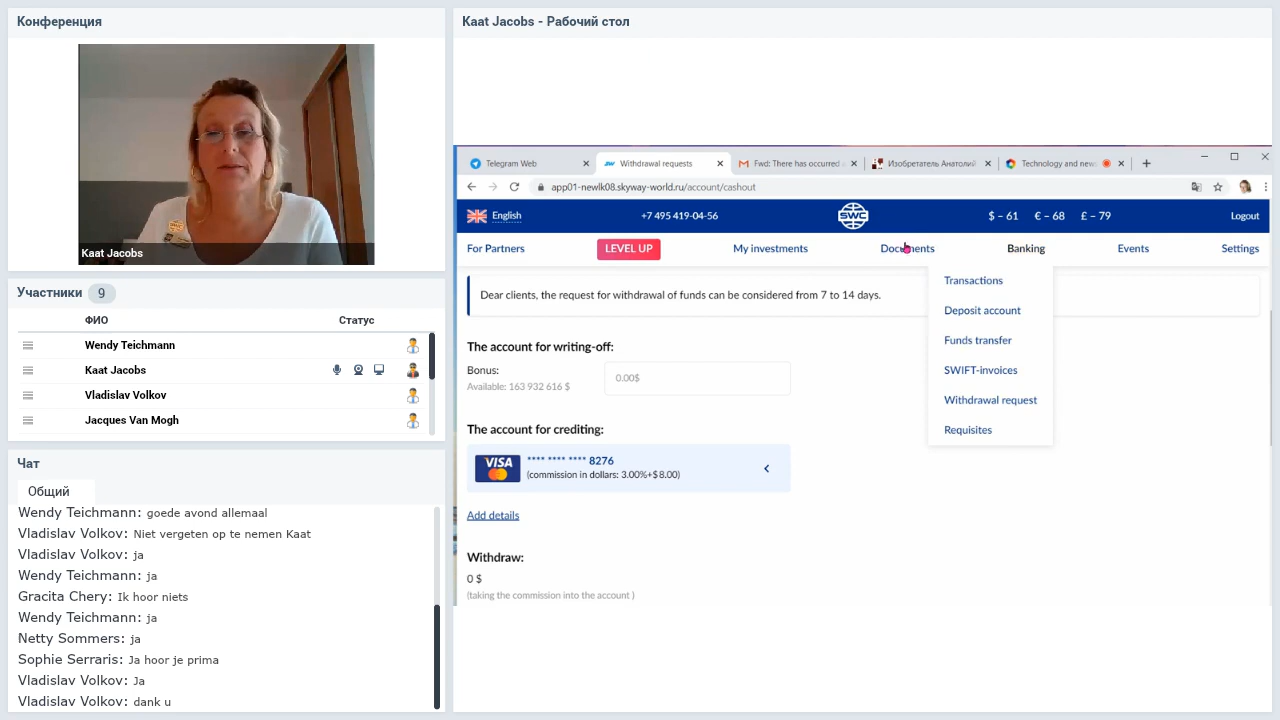 Конференция
Kaat Jacobs
Участники 9
ФИО Статус
Wendy Teichmann
Kaat Jacobs
Vladislav Volkov
Jacques Van Mogh
Чат
Общий
Wendy Teichmann: goede avond allemaal
Vladislav Volkov: Niet vergeten op te nemen Kaat
Vladislav Volkov: ja
Wendy Teichmann: ja
Gracita Chery: Ik hoor niets
Wendy Teichmann: ja
Netty Sommers: ja
Sophie Serraris: Ja hoor je prima
Vladislav Volkov: Ja
Vladislav Volkov: dank u
Kaat Jacobs - Рабочий стол
Telegram Web
Withdrawal requests
Fwd: There has occurred
Изобретатель Анатолий
Technology and new
app01-newlk08.skyway-world.ru/account/cashout
English +7 495 419-04-56 SWC $ – 61 € – 68 £ – 79 Logout
For Partners LEVEL UP My investments Documents Banking Events Settings
Dear clients, the request for withdrawal of funds can be considered from 7 to 14 days.
Transactions
Deposit account
Funds transfer
SWIFT-invoices
Withdrawal request
Requisites
The account for writing-off:
Bonus: 0.00$
Available: 163 932 616 $
The account for crediting:
VISA **** **** **** 8276
(commission in dollars: 3.00%+$8.00)
Add details
Withdraw:
0 $
(taking the commission into the account )